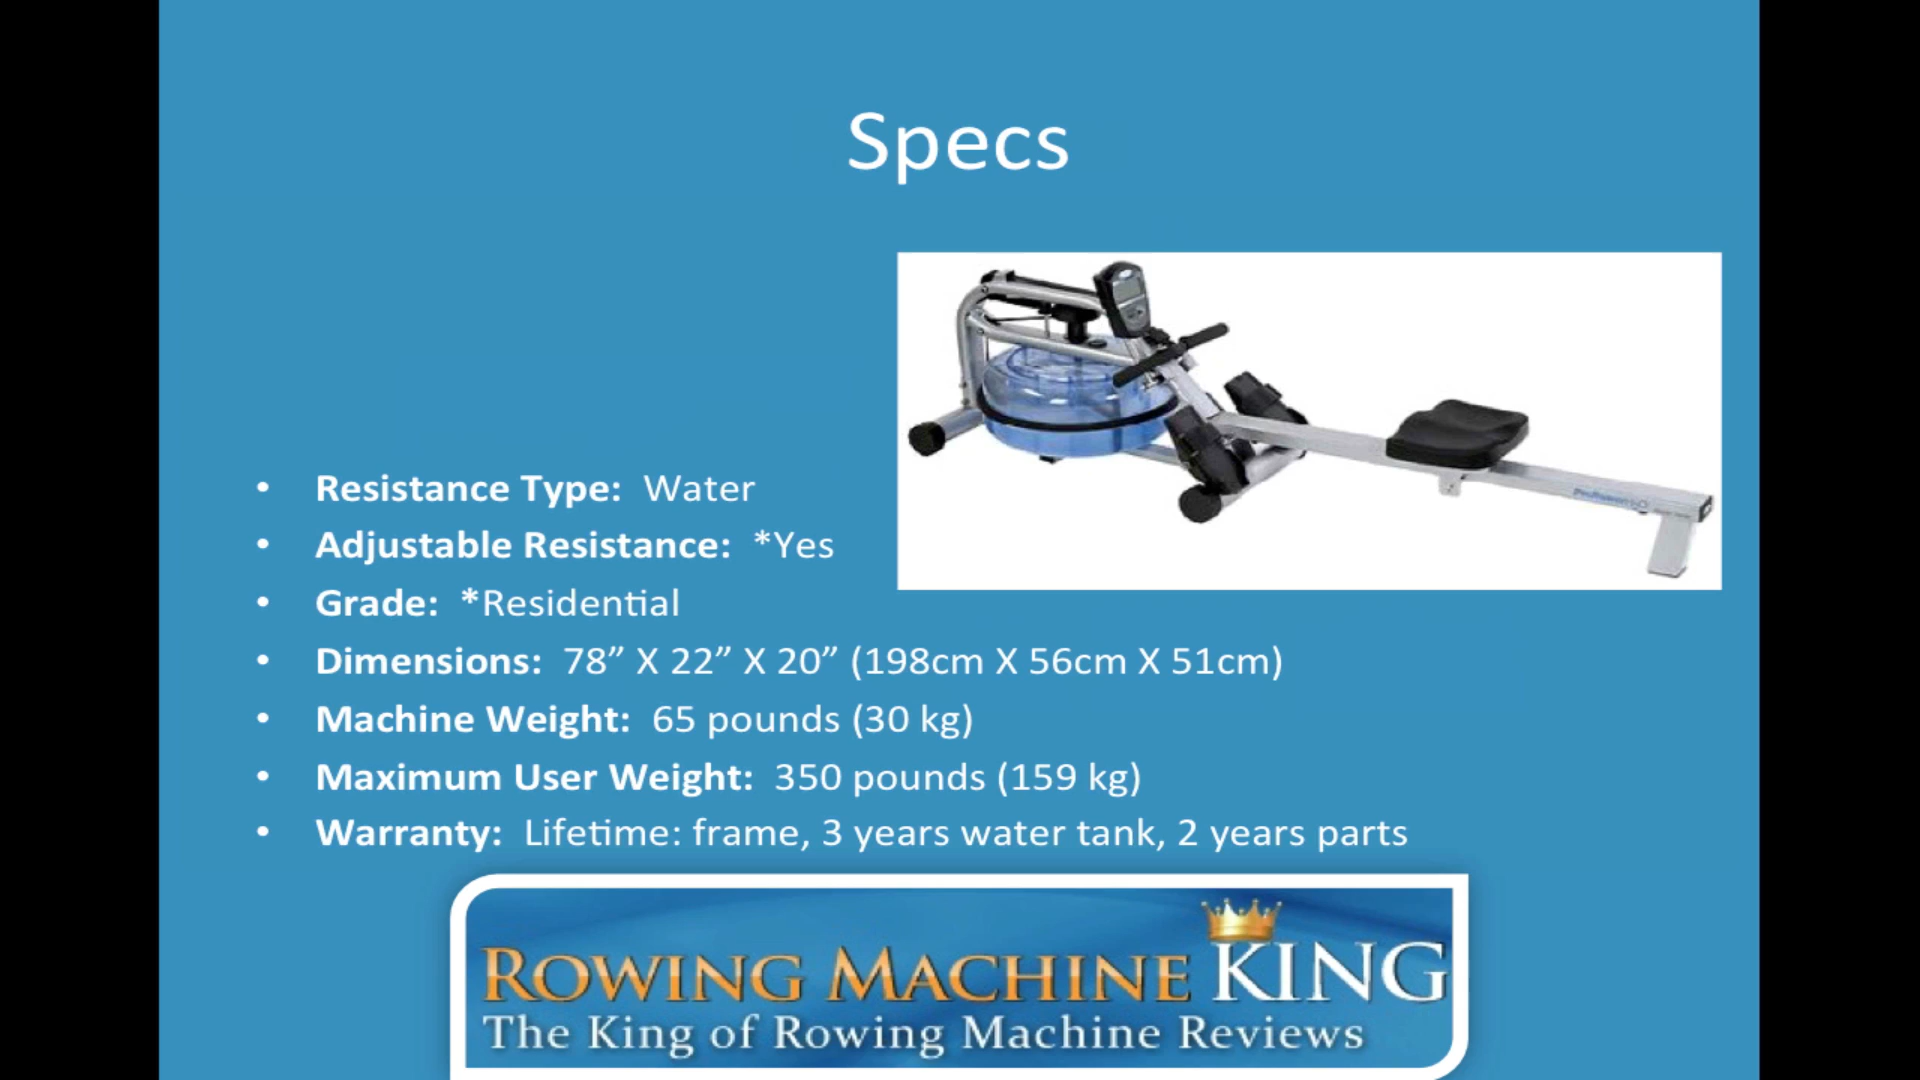 Specs
• Resistance Type: Water
• Adjustable Resistance: *Yes
• Grade: *Residential
• Dimensions: 78” X 22” X 20” (198cm X 56cm X 51cm)
• Machine Weight: 65 pounds (30 kg)
• Maximum User Weight: 350 pounds (159 kg)
• Warranty: Lifetime: frame, 3 years water tank, 2 years parts
ROWING MACHINE KING
The King of Rowing Machine Reviews